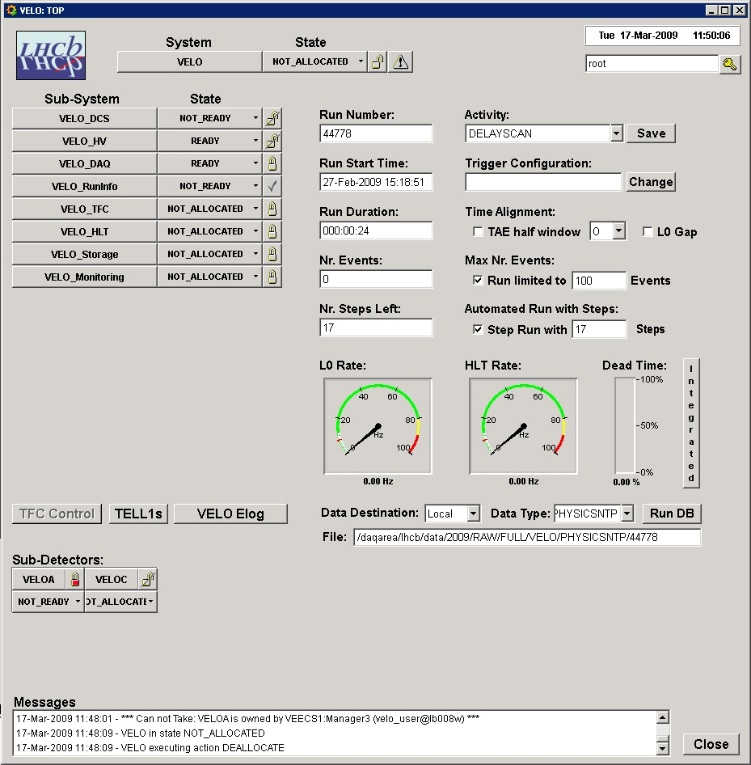 VELO: TOP
LHCb
System State
VELO NOT_ALLOCATED
Tue 17-Mar-2009 11:50:06
root
Sub-System State
VELO_DCS NOT_READY
VELO_HV READY
VELO_DAQ READY
VELO_RunInfo NOT_READY
VELO_TFC NOT_ALLOCATED
VELO_HLT NOT_ALLOCATED
VELO_Storage NOT_ALLOCATED
VELO_Monitoring NOT_ALLOCATED
Run Number:
44778
Activity:
DELAYSCAN Save
Run Start Time:
27-Feb-2009 15:18:51
Trigger Configuration:
Change
Run Duration:
000:00:24
Time Alignment:
TAE half window 0 L0 Gap
Nr. Events:
0
Max Nr. Events:
Run limited to 100 Events
Nr. Steps Left:
17
Automated Run with Steps:
Step Run with 17 Steps
L0 Rate:
0 20 40 60 80 100
Hz
0.00 Hz
HLT Rate:
0 20 40 60 80 100
Hz
0.00 Hz
Dead Time:
100%
50%
0%
0.00 %
Integrated
TFC Control TELL1s VELO Elog
Data Destination: Local Data Type: PHYSICSNTP Run DB
File: /daqarea/lhcb/data/2009/RAW/FULL/VELO/PHYSICSNTP/44778
Sub-Detectors:
VELOA VELOC
NOT_READY OT_ALLOCATE
Messages
17-Mar-2009 11:48:01 - *** Can not Take: VELOA is owned by VEECS1:Manager3 (velo_user@lb008w) ***
17-Mar-2009 11:48:09 - VELO in state NOT_ALLOCATED
17-Mar-2009 11:48:09 - VELO executing action DEALLOCATE
Close